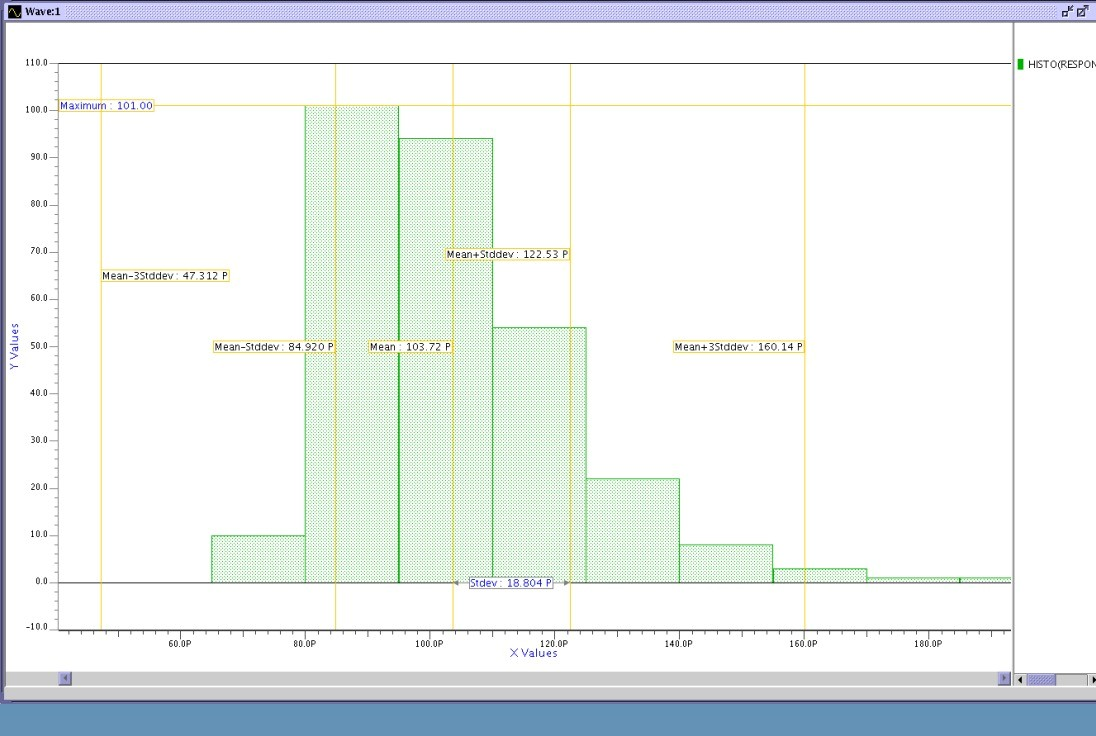 Wave:1
HISTO(RESPON
110.0
Maximum : 101.00
100.0
90.0
80.0
70.0
Mean+Stddev : 122.53 P
Mean-3Stddev : 47.312 P
60.0
50.0
Mean-Stddev : 84.920 P
Mean : 103.72 P
Mean+3Stddev : 160.14 P
Y Values
40.0
30.0
20.0
10.0
0.0
Stdev : 18.804 P
-10.0
60.0P 80.0P 100.0P 120.0P 140.0P 160.0P 180.0P
X Values